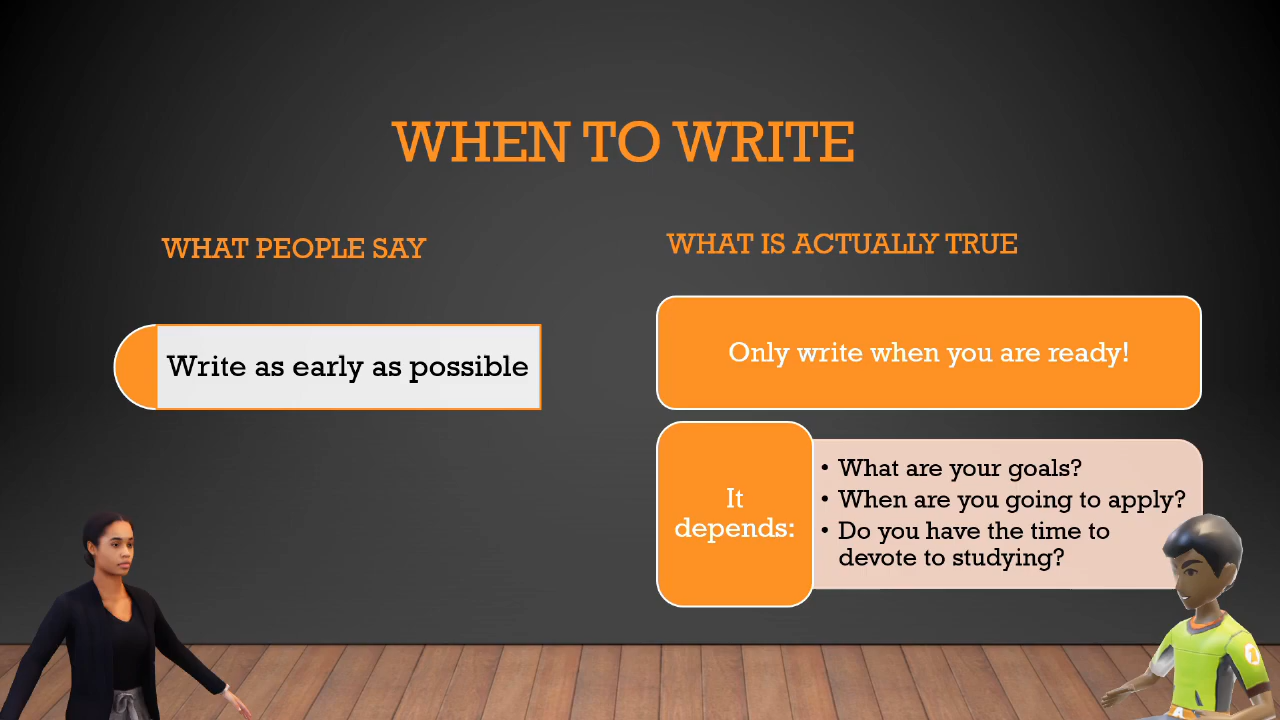 WHEN TO WRITE
WHAT PEOPLE SAY
Write as early as possible
WHAT IS ACTUALLY TRUE
Only write when you are ready!
It
depends:
• What are your goals?
• When are you going to apply?
• Do you have the time to
devote to studying?